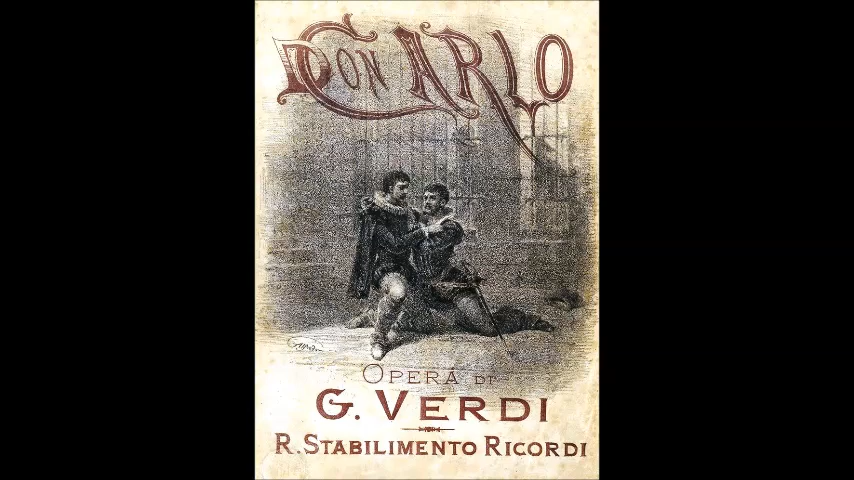 DON CARLO
OPERA DI
G. VERDI
R. STABILIMENTO RICORDI